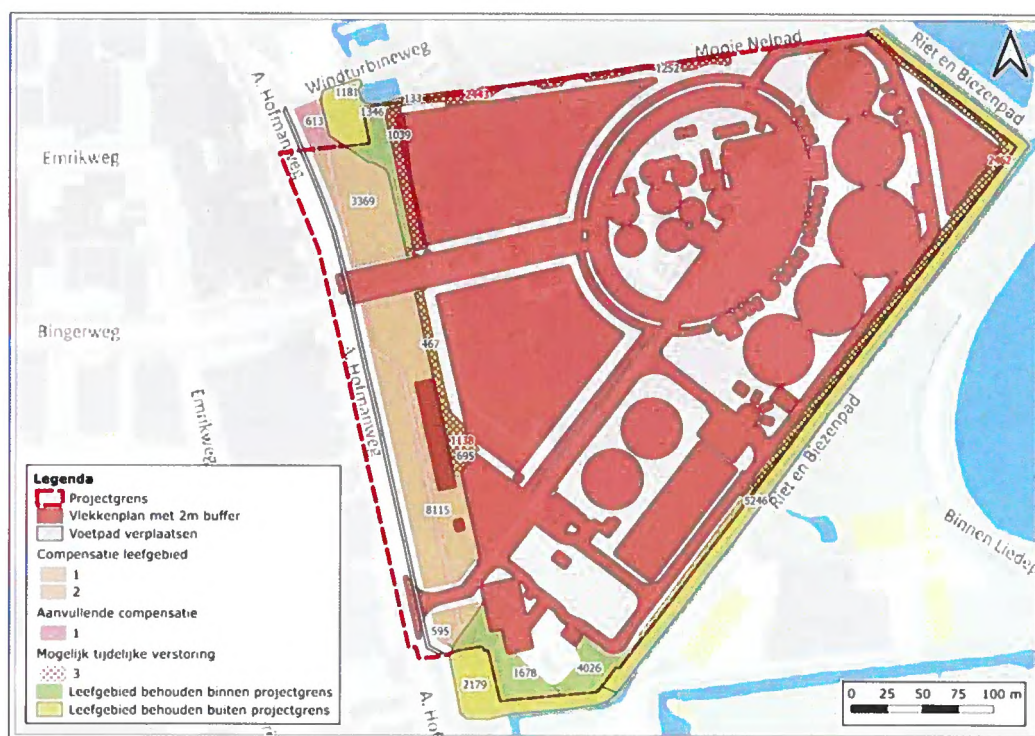 Riet en Biezenpad
Mooie Nelpad
Windturbineweg
A. Hofmanweg
1181
1252
133
2443
613
1346
1039
Emrikweg
3369
Bingerweg
467
A. Hofmanweg
Riet en Biezenpad
Emrikweg
1138
695
Legenda
Projectgrens
Vlekkenplan met 2m buffer
Voetpad verplaatsen
Compensatie leefgebied
1
2
Aanvullende compensatie
1
Mogelijk tijdelijke verstoring
3
Leefgebied behouden binnen projectgrens
Leefgebied behouden buiten projectgrens
8115
5246
Binnen Liedep
595
1678
4026
2179
A. Hof
0 25 50 75 100 m